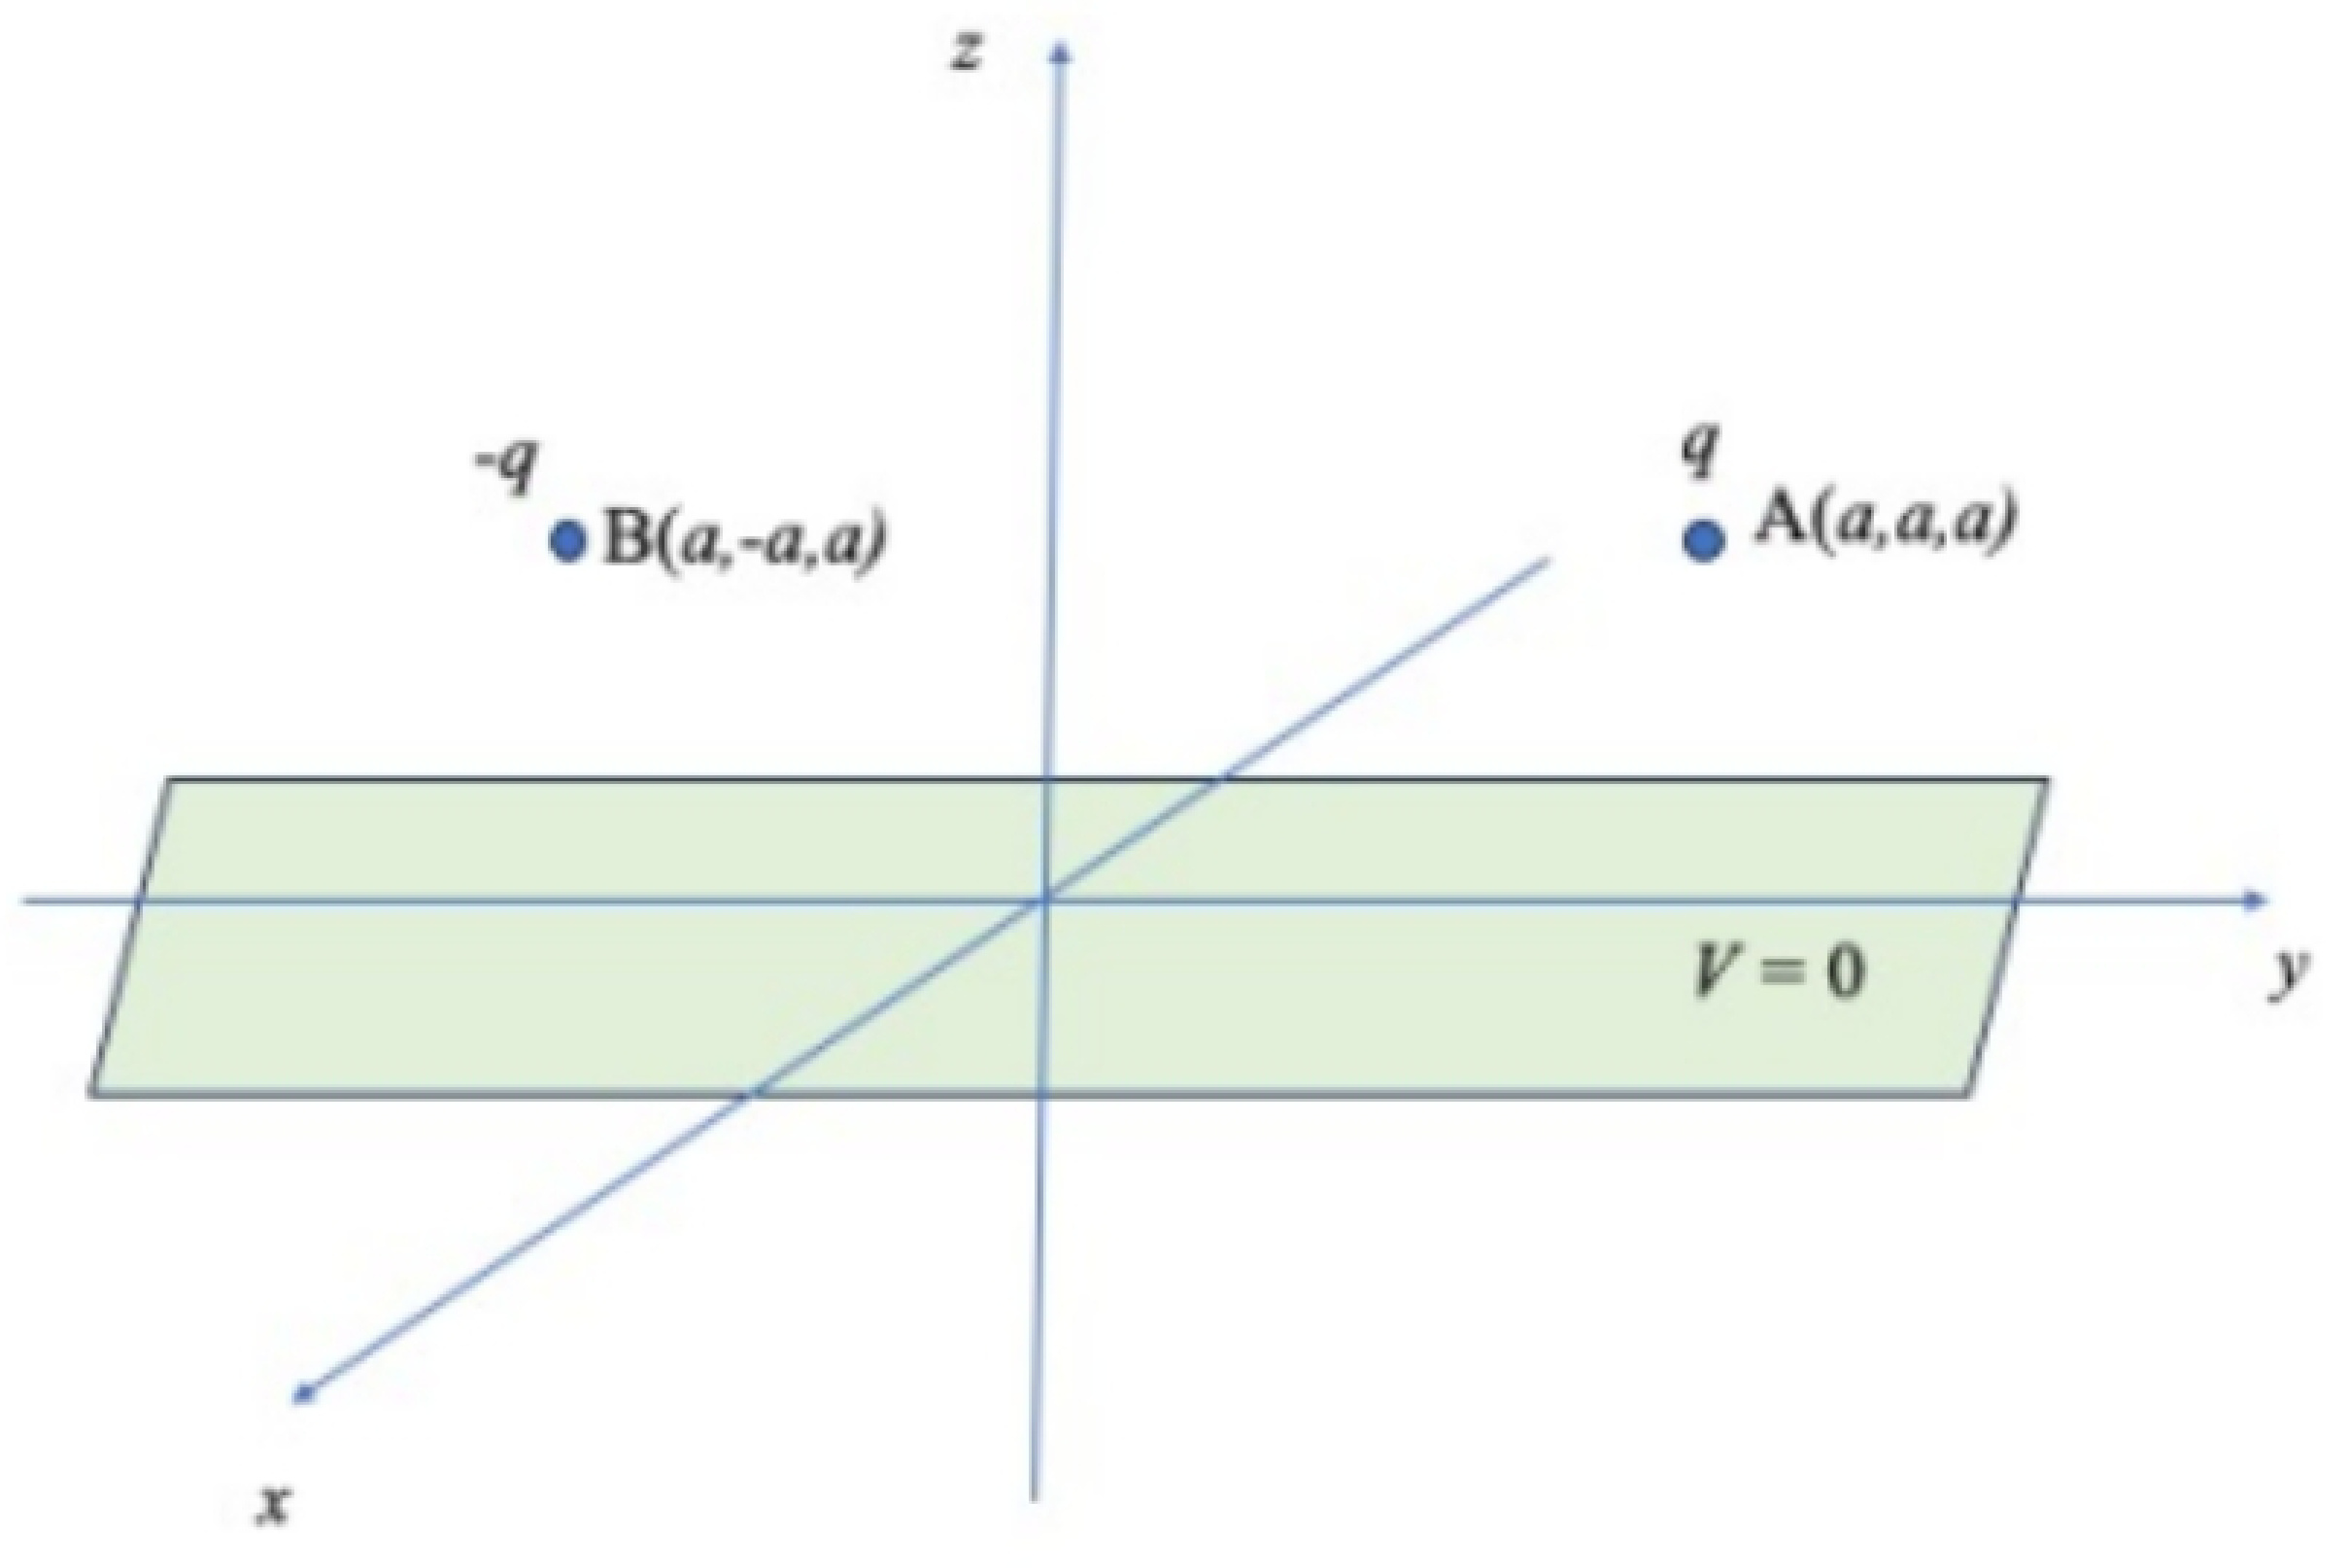 z
-q
B(a,-a,a)
q
A(a,a,a)
V = 0
y
x